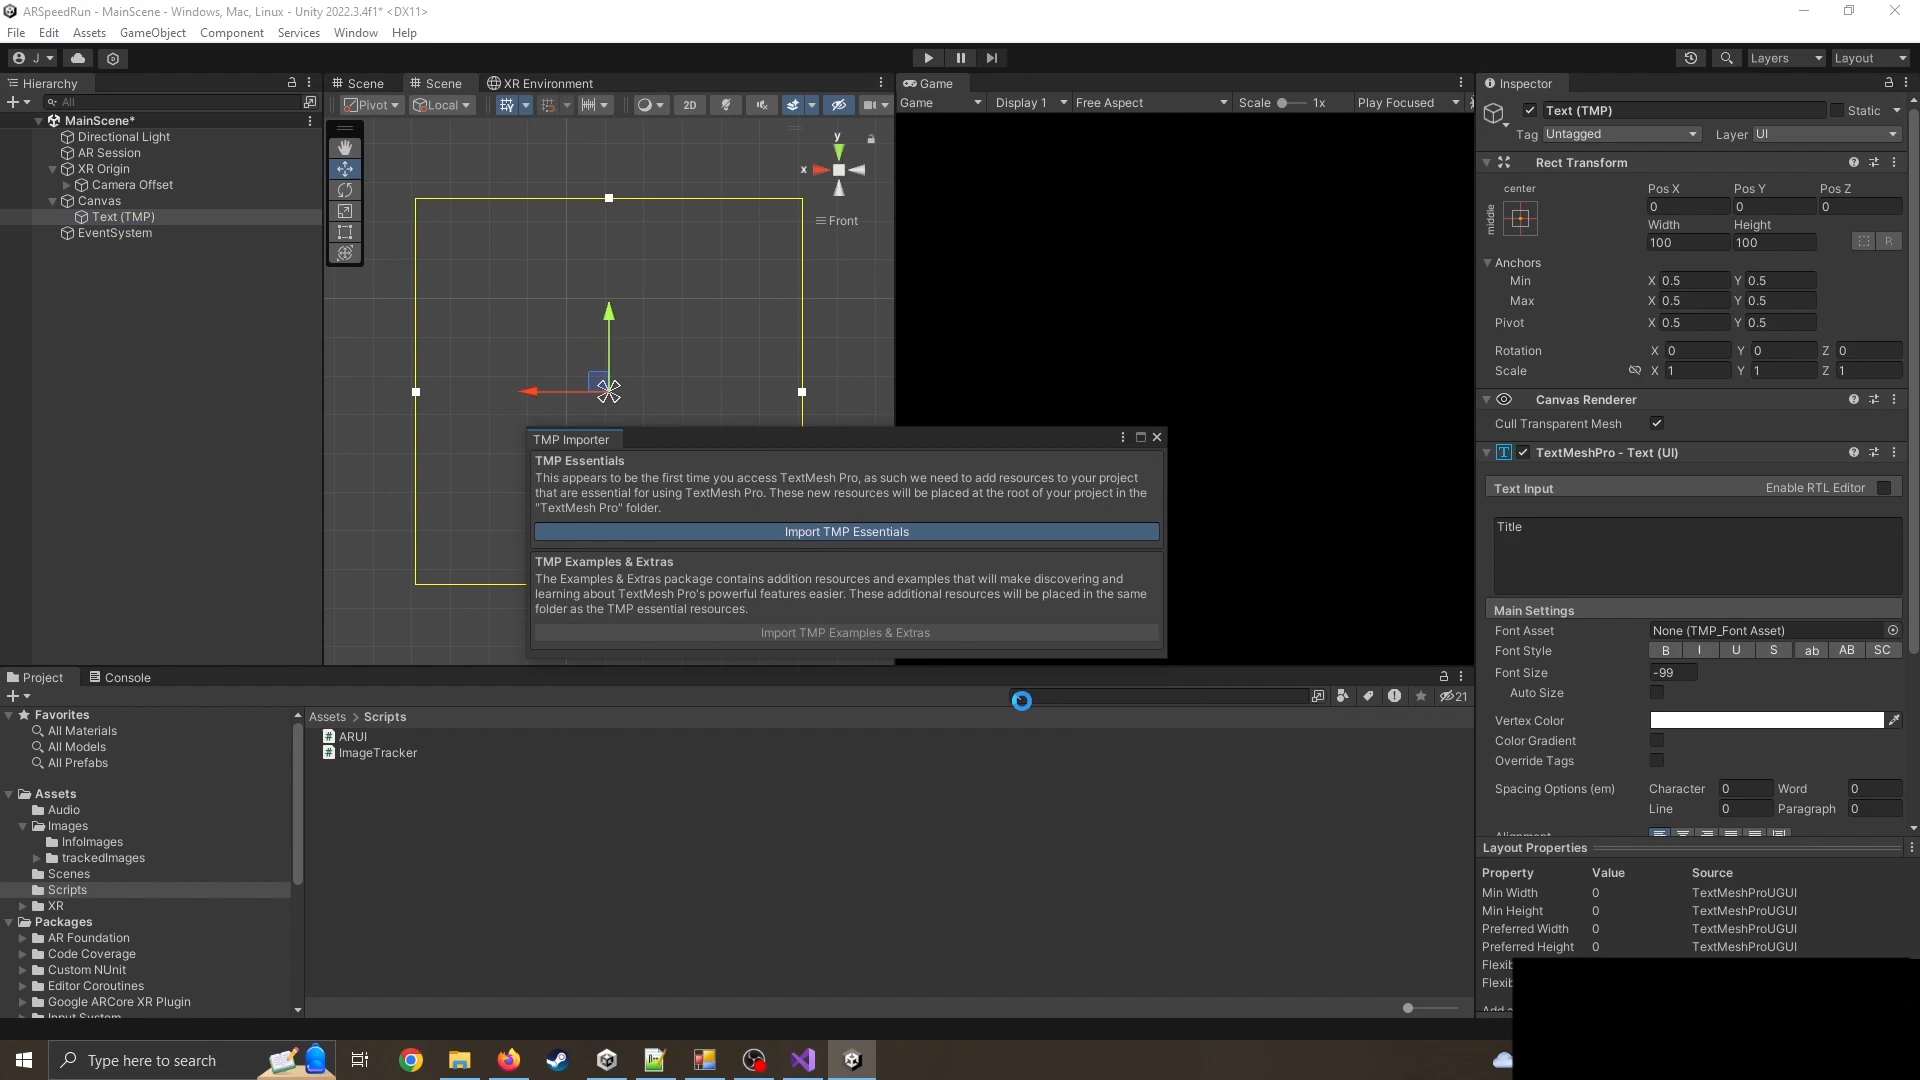 ARSpeedRun - MainScene - Windows, Mac, Linux - Unity 2022.3.4f1* <DX11>
File Edit Assets GameObject Component Services Window Help
J Layers Layout
Hierarchy
All
MainScene*
Directional Light
AR Session
XR Origin
Camera Offset
Canvas
Text (TMP)
EventSystem
Scene Scene XR Environment
Pivot Local 2D
y
x
Front
Game
Game Display 1 Free Aspect Scale 1x Play Focused
TMP Importer
TMP Essentials
This appears to be the first time you access TextMesh Pro, as such we need to add resources to your project
that are essential for using TextMesh Pro. These new resources will be placed at the root of your project in the
"TextMesh Pro" folder.
Import TMP Essentials
TMP Examples & Extras
The Examples & Extras package contains addition resources and examples that will make discovering and
learning about TextMesh Pro's powerful features easier. These additional resources will be placed in the same
folder as the TMP essential resources.
Import TMP Examples & Extras
Inspector
Text (TMP) Static
Tag Untagged Layer UI
Rect Transform
center Pos X Pos Y Pos Z
middle 0 0 0
Width Height
100 100 R
Anchors
Min X 0.5 Y 0.5
Max X 0.5 Y 0.5
Pivot X 0.5 Y 0.5
Rotation X 0 Y 0 Z 0
Scale X 1 Y 1 Z 1
Canvas Renderer
Cull Transparent Mesh
TextMeshPro - Text (UI)
Text Input Enable RTL Editor
Title
Main Settings
Font Asset None (TMP_Font Asset)
Font Style B I U S ab AB SC
Font Size -99
Auto Size
Vertex Color
Color Gradient
Override Tags
Spacing Options (em) Character 0 Word 0
Line 0 Paragraph 0
Alignment
Layout Properties
Property Value Source
Min Width 0 TextMeshProUGUI
Min Height 0 TextMeshProUGUI
Preferred Width 0 TextMeshProUGUI
Preferred Height 0 TextMeshProUGUI
Flexib
Flexib
Project Console
21
Favorites
All Materials
All Models
All Prefabs
Assets
Audio
Images
InfoImages
trackedImages
Scenes
Scripts
XR
Packages
AR Foundation
Code Coverage
Custom NUnit
Editor Coroutines
Google ARCore XR Plugin
Input System
Assets > Scripts
ARUI
ImageTracker
Type here to search